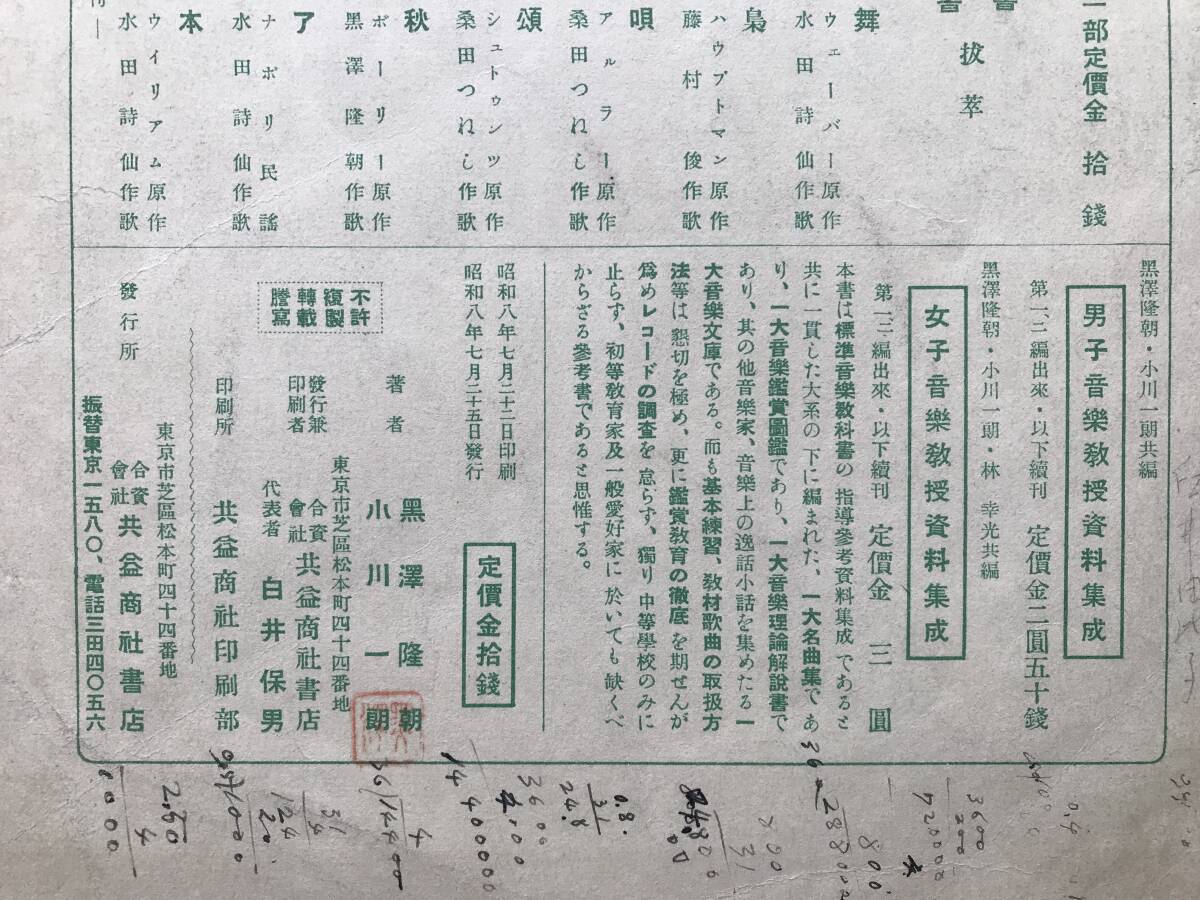 一部定價金 拾錢
書
書 拔萃
舞
ウェーバー原作
水田詩仙作歌
梟
ハウプトマン原作
藤村俊作歌
唄
アルラー原作
桑田つねし作歌
頌
シュトゥンツ原作
桑田つねし作歌
秋
ボーリー原作
黑澤隆朝作歌
了
ナポリ民謠
水田詩仙作歌
本
ウイリアム原作
水田詩仙作歌
黑澤隆朝・小川一朗共編
男子音樂教授資料集成
第一、二編出來・以下續刊 定價金二圓五十錢
黑澤隆朝・小川一朗・林 幸光共編
女子音樂教授資料集成
第一、二編出來・以下續刊 定價金 三圓
本書は標準音樂教科書の 指導參考資料集成 であると
共に一貫した大系の 下に編まれた、一大名曲集であ
り、一大音樂鑑賞圖鑑であり、一大音樂理論解說書で
あり、其の他音樂家、音樂上の逸話小話を集めたる 一
大音樂文庫である。而も基本練習、敎材歌曲の取扱方
法等は 懇切を極め、更に鑑賞敎育の徹底 を期せんが
爲めレコードの調査を 怠らず、獨り 中等學校のみに
止らず、初等敎育家及一般愛好家に 於いても 缺くべ
からざる參考書であると思惟する。
昭和八年七月二十二日印刷
昭和八年七月二十五日發行
定價金拾錢
著者 黑澤隆朝
小川一朗
東京市芝區松本町四十四番地
發行兼印刷者 合資會社 共益商社書店
代表者 白井保男
印刷所 共益商社印刷部
不許複製
轉載謄寫
東京市芝區松本町四十四番地
發行所 合資會社 共益商社書店
振替東京一五八〇、電話三田四〇五六